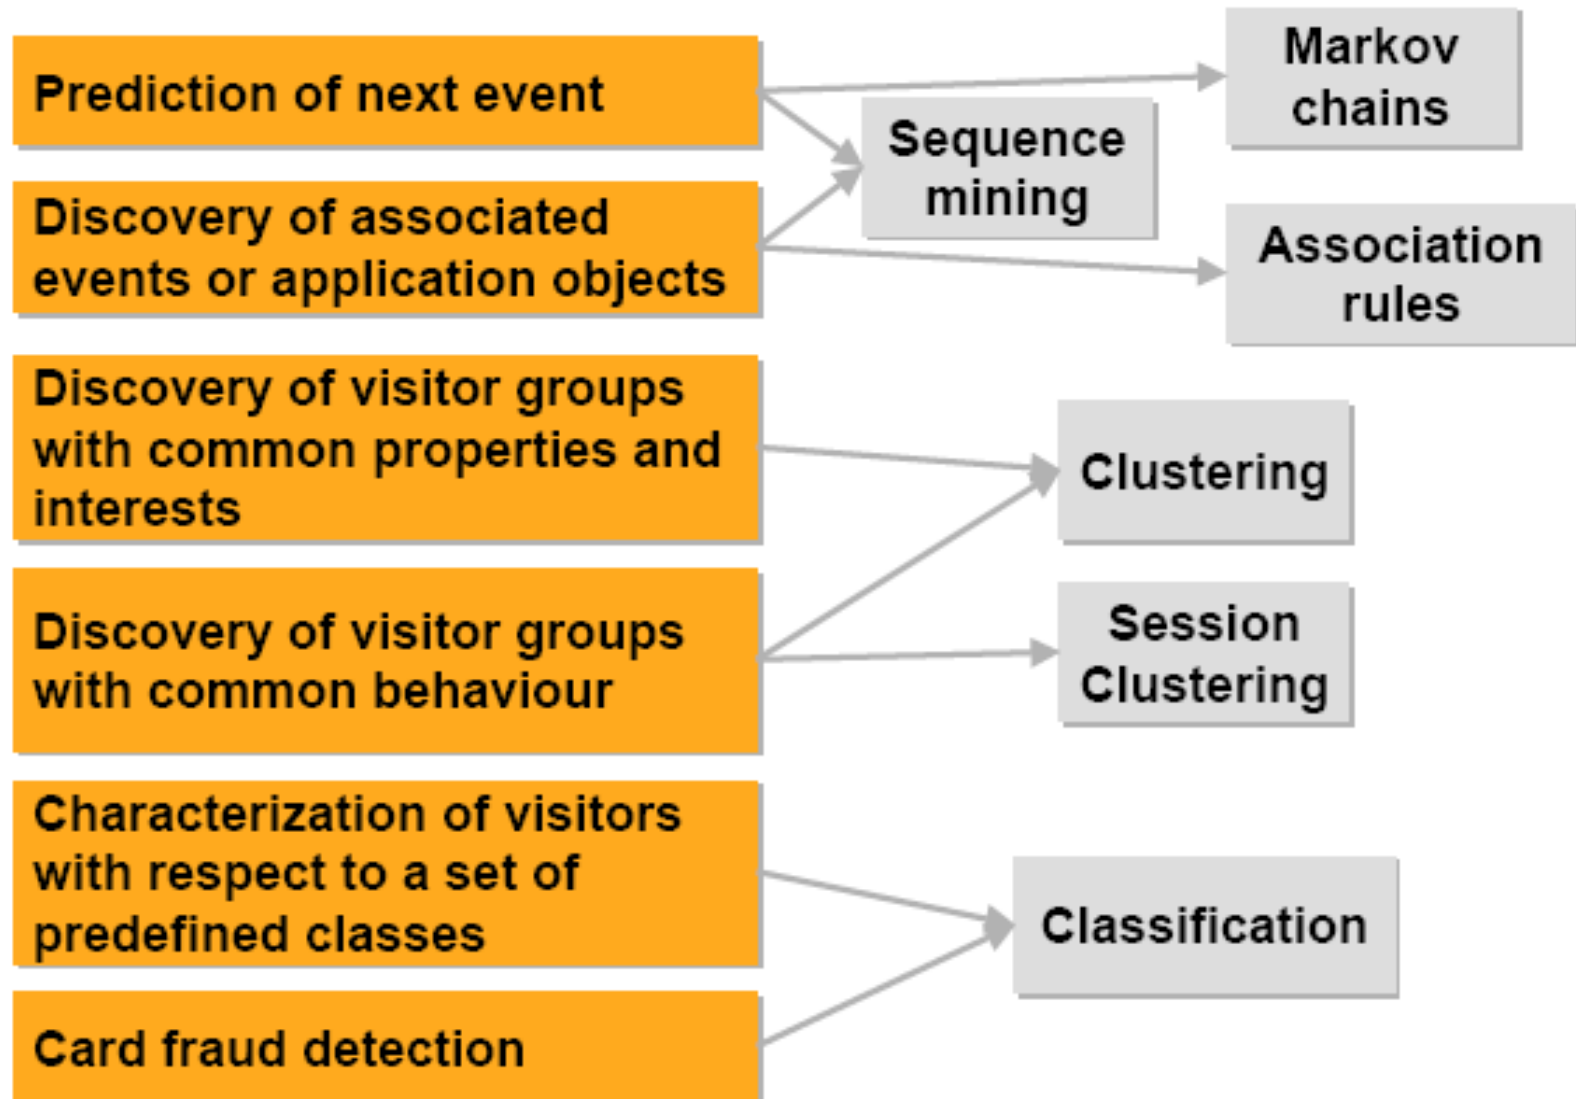 Prediction of next event
Discovery of associated
events or application objects
Discovery of visitor groups
with common properties and
interests
Discovery of visitor groups
with common behaviour
Characterization of visitors
with respect to a set of
predefined classes
Card fraud detection
Markov
chains
Sequence
mining
Association
rules
Clustering
Session
Clustering
Classification